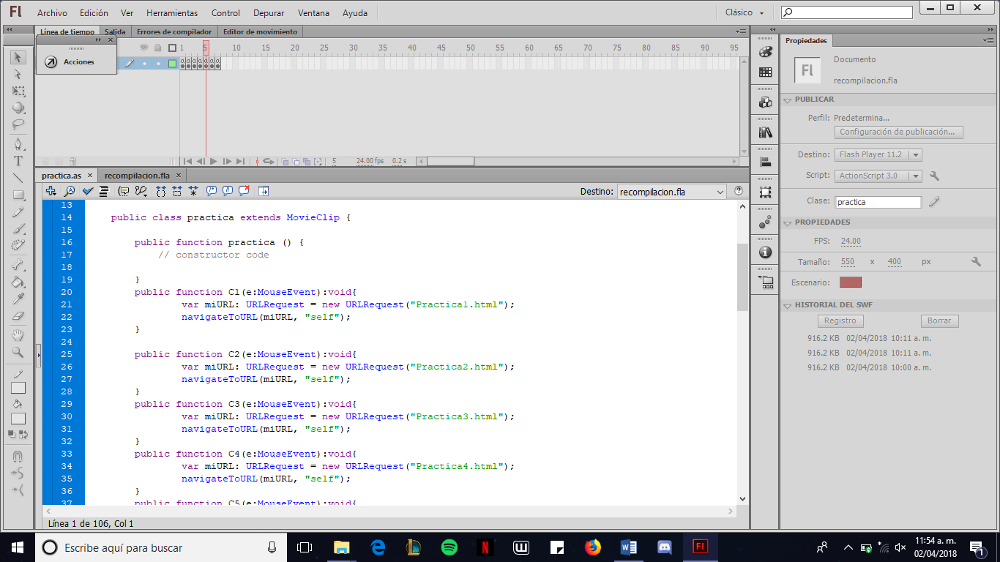 Fl Archivo Edición Ver Herramientas Control Depurar Ventana Ayuda Clásico
Línea de tiempo Salida Errores de compilador Editor de movimiento
1 5 10 15 20 25 30 35 40 45 50 55 60 65 70 75 80 85 90 95
Acciones
5 24.00 fps 0.2 s
practica.as × recompilacion.fla ×
Destino: recompilacion.fla
13
14 public class practica extends MovieClip {
15
16 public function practica () {
17 // constructor code
18
19 }
20 public function C1(e:MouseEvent):void{
21 var miURL: URLRequest = new URLRequest("Practica1.html");
22 navigateToURL(miURL, "self");
23 }
24
25 public function C2(e:MouseEvent):void{
26 var miURL: URLRequest = new URLRequest("Practica2.html");
27 navigateToURL(miURL, "self");
28 }
29 public function C3(e:MouseEvent):void{
30 var miURL: URLRequest = new URLRequest("Practica3.html");
31 navigateToURL(miURL, "self");
32 }
33 public function C4(e:MouseEvent):void{
34 var miURL: URLRequest = new URLRequest("Practica4.html");
35 navigateToURL(miURL, "self");
36 }
37 public function C5(e:MouseEvent):void{
Línea 1 de 106, Col 1
Propiedades
Fl
Documento
recompilacion.fla
PUBLICAR
Perfil: Predetermina...
Configuración de publicación...
Destino: Flash Player 11.2
Script: ActionScript 3.0
Clase: practica
PROPIEDADES
FPS: 24.00
Tamaño: 550 x 400 px
Escenario:
HISTORIAL DEL SWF
Registro Borrar
916.2 KB 02/04/2018 10:11 a. m.
916.2 KB 02/04/2018 10:11 a. m.
916.2 KB 02/04/2018 10:00 a. m.
Escribe aquí para buscar
11:54 a. m.
02/04/2018
1